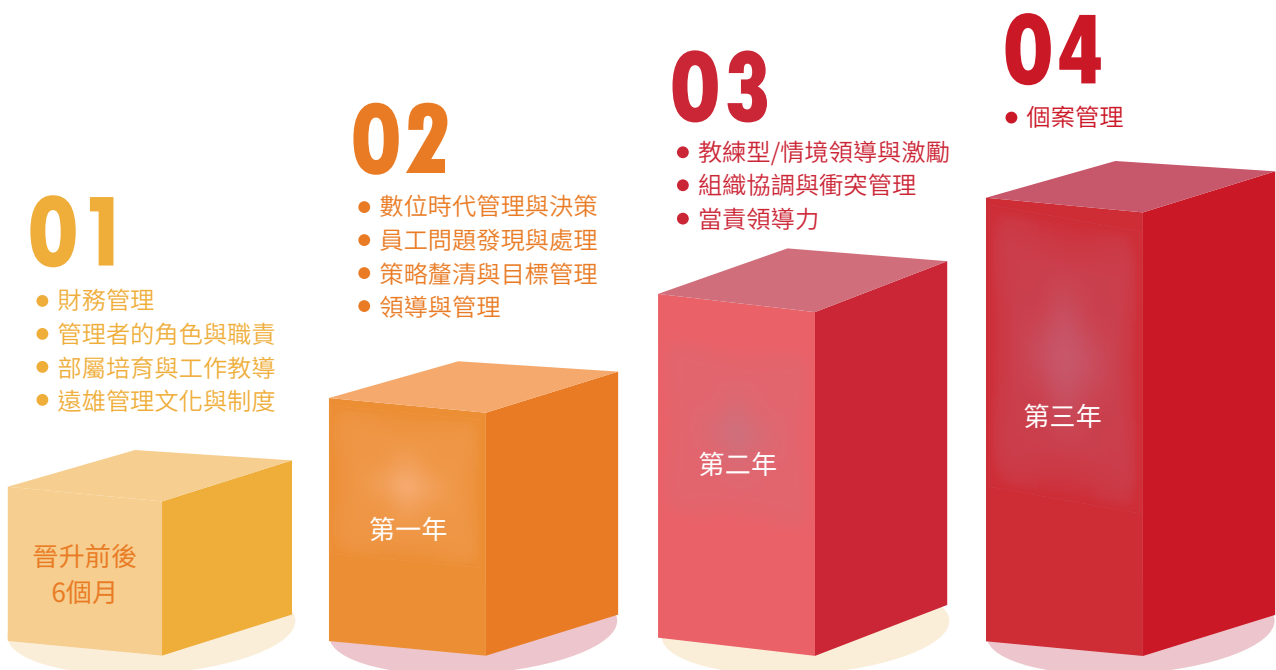 01
● 財務管理
● 管理者的角色與職責
● 部屬培育與工作教導
● 遠雄管理文化與制度
晉升前後
6個月
02
● 數位時代管理與決策
● 員工問題發現與處理
● 策略釐清與目標管理
● 領導與管理
第一年
03
● 教練型/情境領導與激勵
● 組織協調與衝突管理
● 當責領導力
第二年
04
● 個案管理
第三年